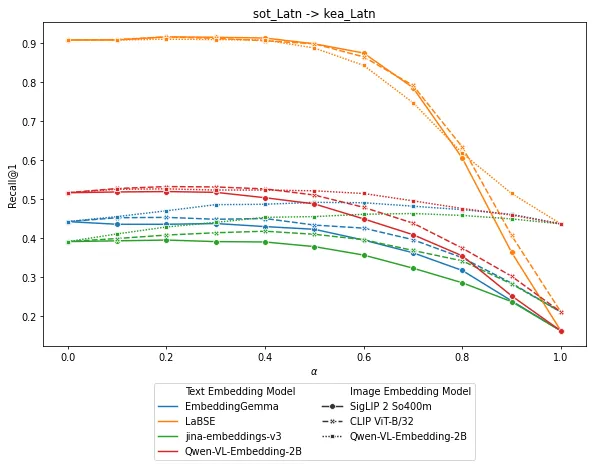 sot_Latn -> kea_Latn
Recall@1
0.9
0.8
0.7
0.6
0.5
0.4
0.3
0.2
0.0 0.2 0.4 0.6 0.8 1.0
α
Text Embedding Model
EmbeddingGemma
LaBSE
jina-embeddings-v3
Qwen-VL-Embedding-2B
Image Embedding Model
SigLIP 2 So400m
CLIP ViT-B/32
Qwen-VL-Embedding-2B